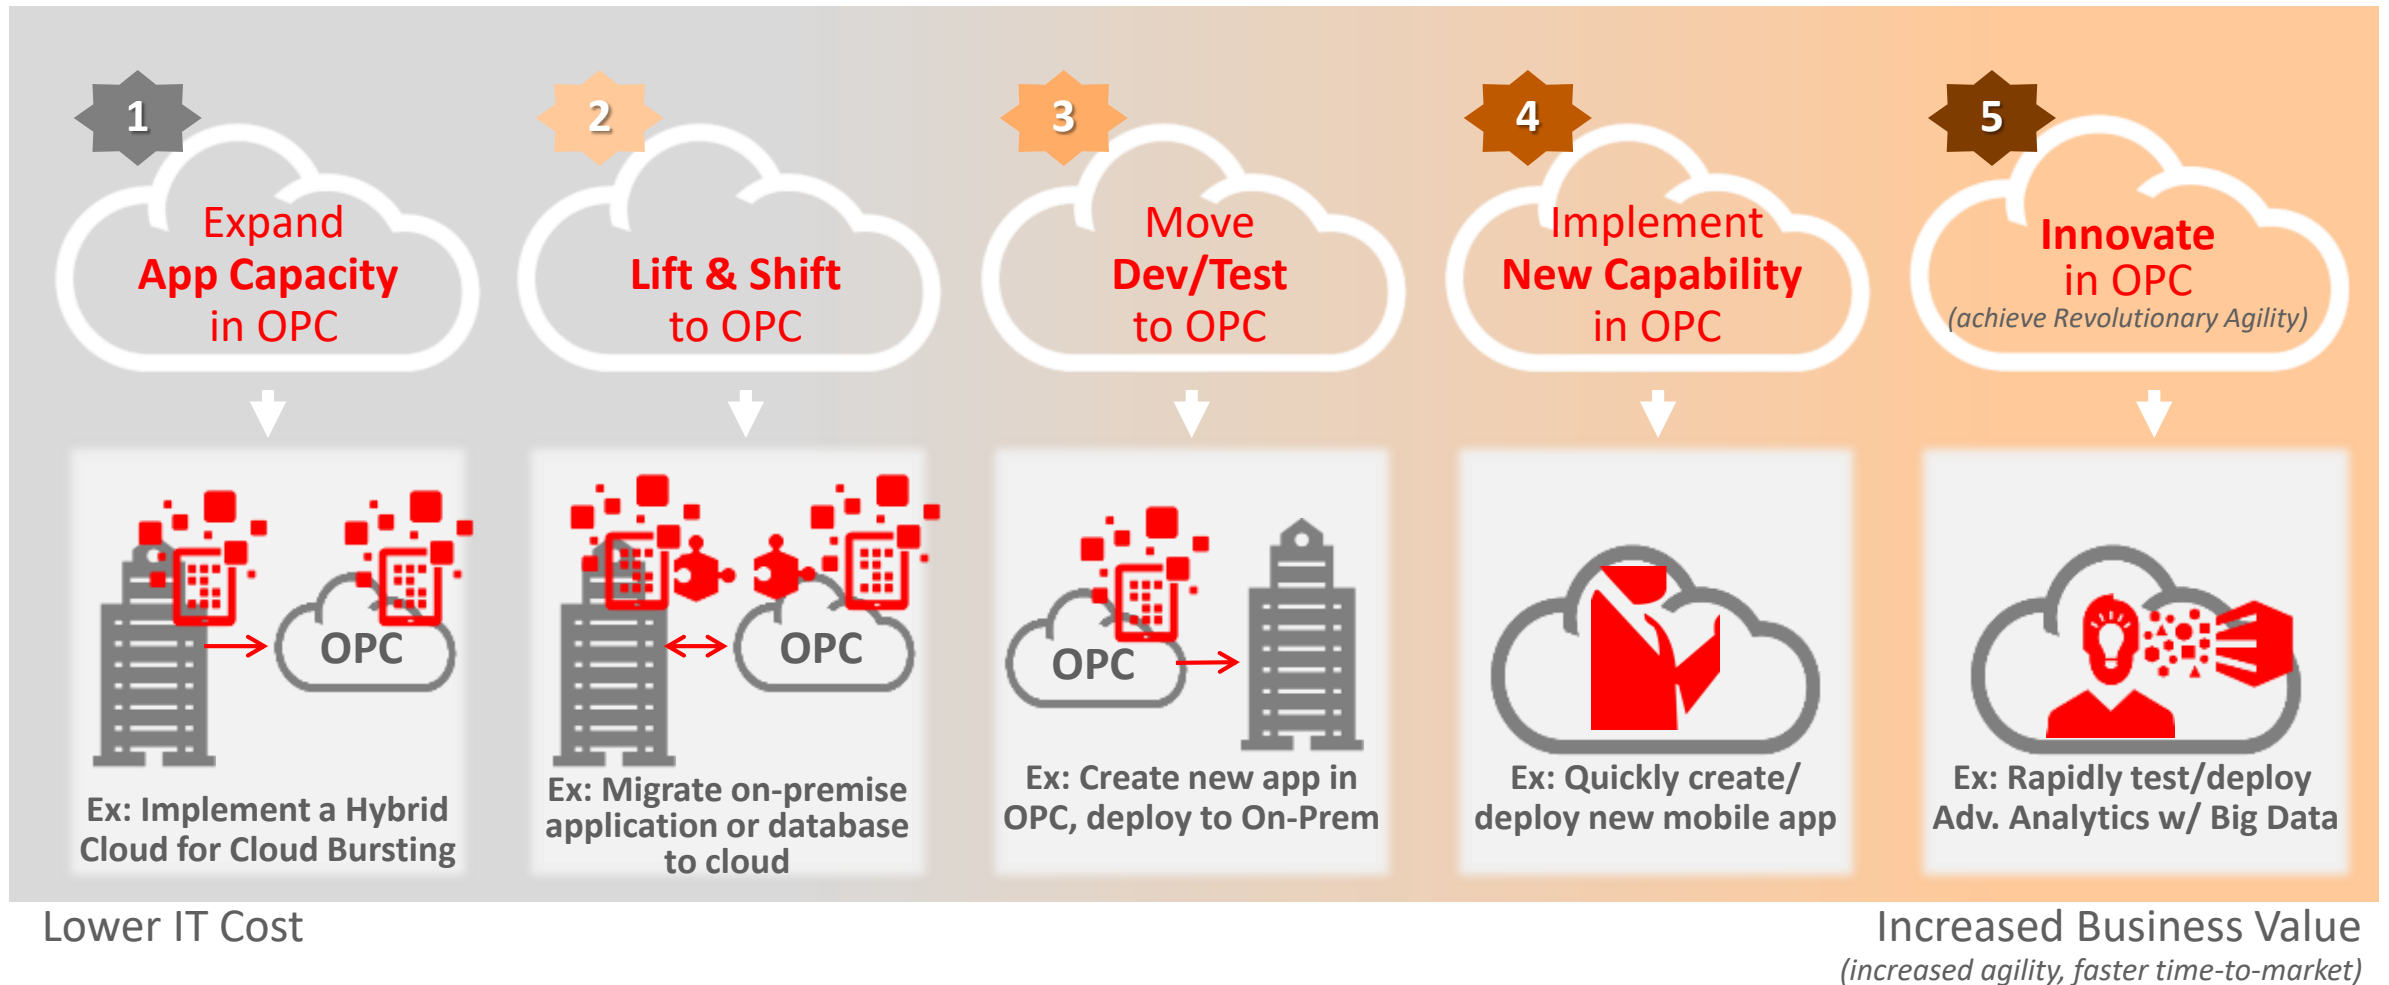 1
Expand
App Capacity
in OPC
OPC
Ex: Implement a Hybrid
Cloud for Cloud Bursting
2
Lift & Shift
to OPC
OPC
Ex: Migrate on-premise
application or database
to cloud
3
Move
Dev/Test
to OPC
OPC
Ex: Create new app in
OPC, deploy to On-Prem
4
Implement
New Capability
in OPC
Ex: Quickly create/
deploy new mobile app
5
Innovate
in OPC
(achieve Revolutionary Agility)
Ex: Rapidly test/deploy
Adv. Analytics w/ Big Data
Lower IT Cost
Increased Business Value
(increased agility, faster time-to-market)